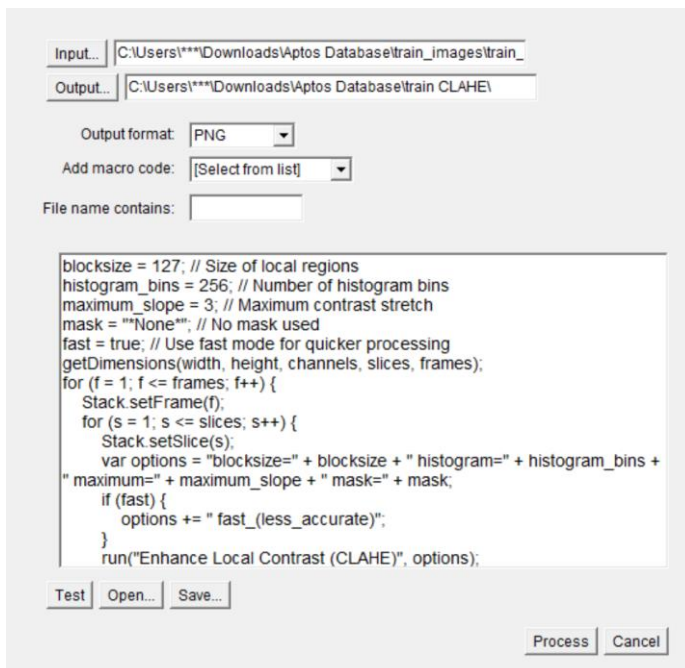 Input... C:\Users\***\Downloads\Aptos Database\train_images\train_
Output... C:\Users\***\Downloads\Aptos Database\train CLAHE\
Output format: PNG
Add macro code: [Select from list]
File name contains:
blocksize = 127; // Size of local regions
histogram_bins = 256; // Number of histogram bins
maximum_slope = 3; // Maximum contrast stretch
mask = "*None*"; // No mask used
fast = true; // Use fast mode for quicker processing
getDimensions(width, height, channels, slices, frames);
for (f = 1; f <= frames; f++) {
Stack.setFrame(f);
for (s = 1; s <= slices; s++) {
Stack.setSlice(s);
var options = "blocksize=" + blocksize + " histogram=" + histogram_bins +
" maximum=" + maximum_slope + " mask=" + mask;
if (fast) {
options += " fast_(less_accurate)";
}
run("Enhance Local Contrast (CLAHE)", options);
Test Open... Save...
Process Cancel